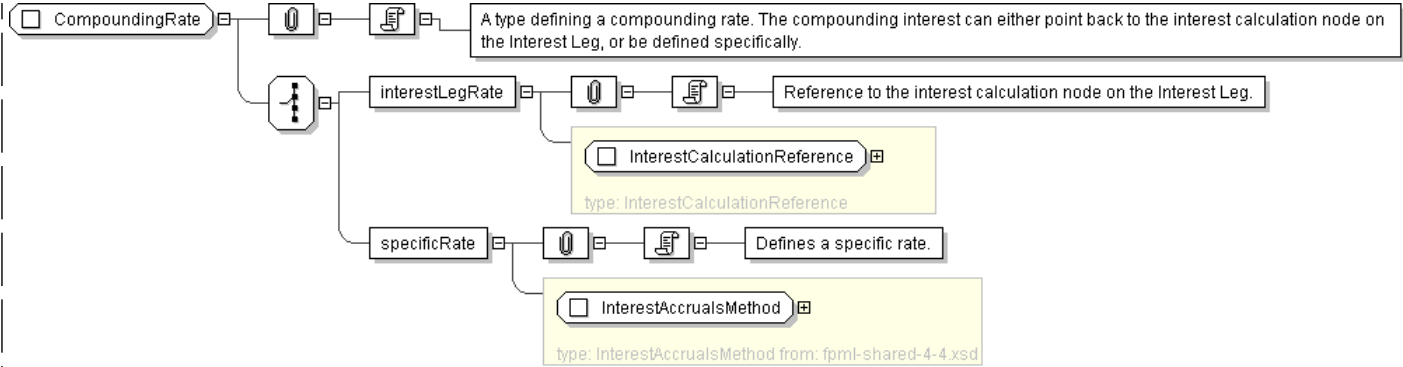 CompoundingRate
A type defining a compounding rate. The compounding interest can either point back to the interest calculation node on
the Interest Leg, or be defined specifically.
interestLegRate
Reference to the interest calculation node on the Interest Leg.
InterestCalculationReference
type: InterestCalculationReference
specificRate
Defines a specific rate.
InterestAccrualsMethod
type: InterestAccrualsMethod from: fpml-shared-4-4.xsd